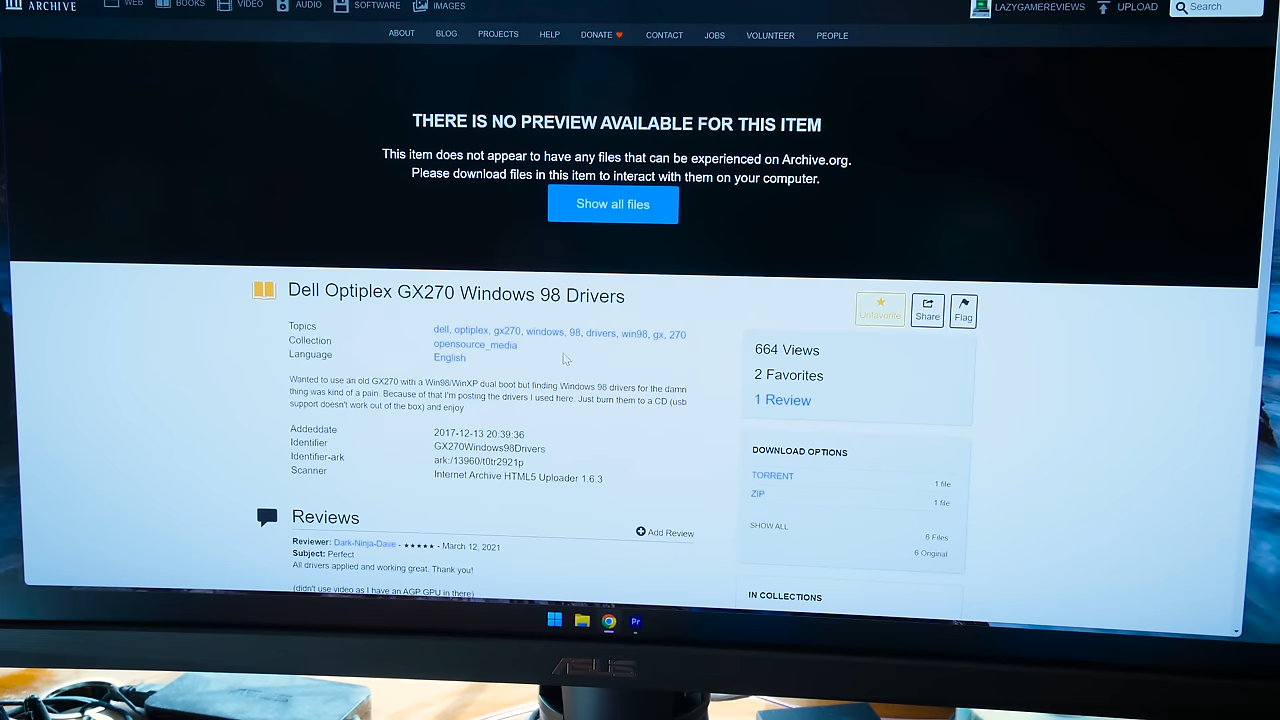 ARCHIVE
WEB
BOOKS
VIDEO
AUDIO
SOFTWARE
IMAGES
LAZYGAMEREVIEWS
UPLOAD
Search
ABOUT
BLOG
PROJECTS
HELP
DONATE
CONTACT
JOBS
VOLUNTEER
PEOPLE
THERE IS NO PREVIEW AVAILABLE FOR THIS ITEM
This item does not appear to have any files that can be experienced on Archive.org.
Please download files in this item to interact with them on your computer.
Show all files
Dell Optiplex GX270 Windows 98 Drivers
Unfavorite
Share
Flag
Topics dell, optiplex, gx270, windows, 98, drivers, win98, gx, 270
Collection opensource_media
Language English
Wanted to use an old GX270 with a Win98/WinXP dual boot but finding Windows 98 drivers for the damn
thing was kind of a pain. Because of that I'm posting the drivers I used here. Just burn them to a CD (usb
support doesn't work out of the box) and enjoy
Addeddate 2017-12-13 20:39:36
Identifier GX270Windows98Drivers
Identifier-ark ark:/13960/t0tr2921p
Scanner Internet Archive HTML5 Uploader 1.6.3
664 Views
2 Favorites
1 Review
DOWNLOAD OPTIONS
TORRENT 1 file
ZIP 1 file
SHOW ALL 6 Files
6 Original
IN COLLECTIONS
Reviews
Add Review
Reviewer: Dark-Ninja-Dave - ★★★★★ - March 12, 2021
Subject: Perfect
All drivers applied and working great. Thank you!
(didn't use video as I have an AGP GPU in there)
Pr
ASUS